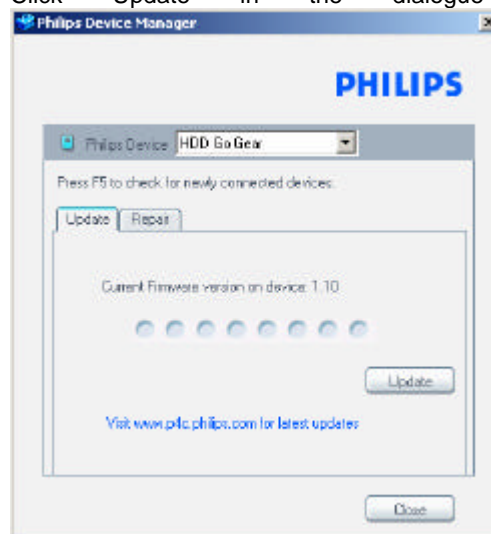 Click Update in the dialogue
Philips Device Manager
PHILIPS
Philips Device HDD Go Gear
Press F5 to check for newly connected devices.
Update Repair
Current Firmware version on device: 1.10
Update
Visit www.p4c.philips.com for latest updates
Close